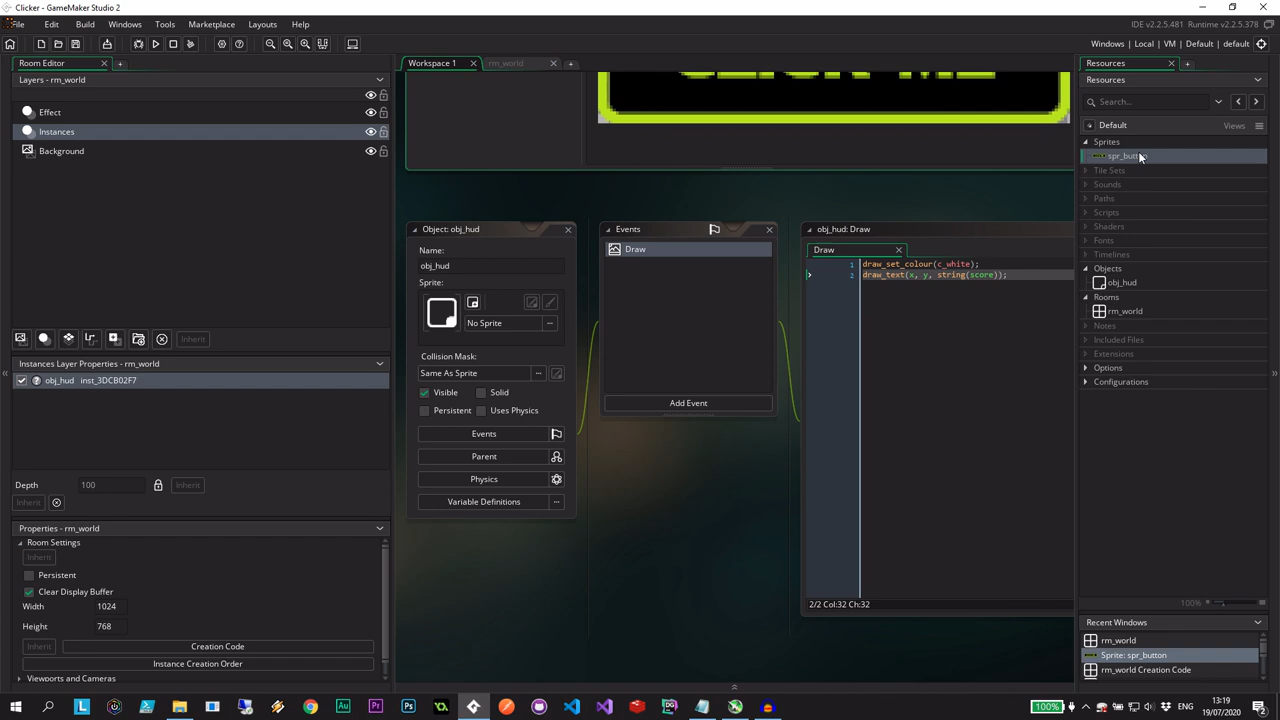 Clicker - GameMaker Studio 2
File Edit Build Windows Tools Marketplace Layouts Help
IDE v2.2.5.481 Runtime v2.2.5.378
Windows | Local | VM | Default | default
Room Editor
Layers - rm_world
Effect
Instances
Background
Inherit
Instances Layer Properties - rm_world
obj_hud inst_3DCB02F7
Depth 100 Inherit
Inherit
Properties - rm_world
Room Settings
Inherit
Persistent
Clear Display Buffer
Width 1024
Height 768
Inherit Creation Code
Instance Creation Order
Viewports and Cameras
Workspace 1 rm_world
Object: obj_hud
Name:
obj_hud
Sprite:
No Sprite
Collision Mask:
Same As Sprite
Visible Solid
Persistent Uses Physics
Events
Parent
Physics
Variable Definitions
Events
Draw
Add Event
obj_hud: Draw
Draw
1 draw_set_colour(c_white);
2 draw_text(x, y, string(score));
2/2 Col:32 Ch:32
Resources
Resources
Search...
Default Views
Sprites
Tile Sets
Sounds
Paths
Scripts
Shaders
Fonts
Timelines
Objects
obj_hud
Rooms
rm_world
Notes
Included Files
Extensions
Options
Configurations
100%
Recent Windows
rm_world
Sprite: spr_button
rm_world Creation Code
100%
ENG
13:19
19/07/2020